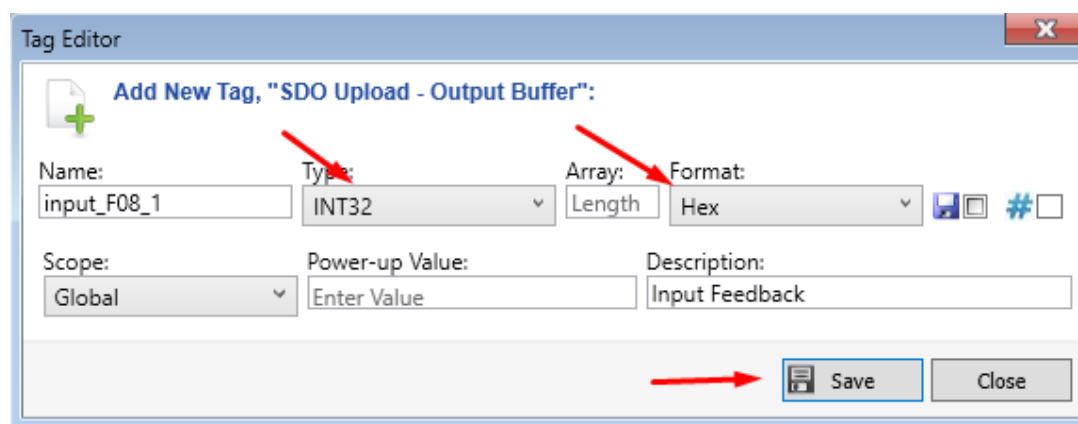 Tag Editor
Add New Tag, "SDO Upload - Output Buffer":
Name: Type: Array: Format:
input_F08_1 INT32 Length Hex #
Scope: Power-up Value: Description:
Global Enter Value Input Feedback
Save Close